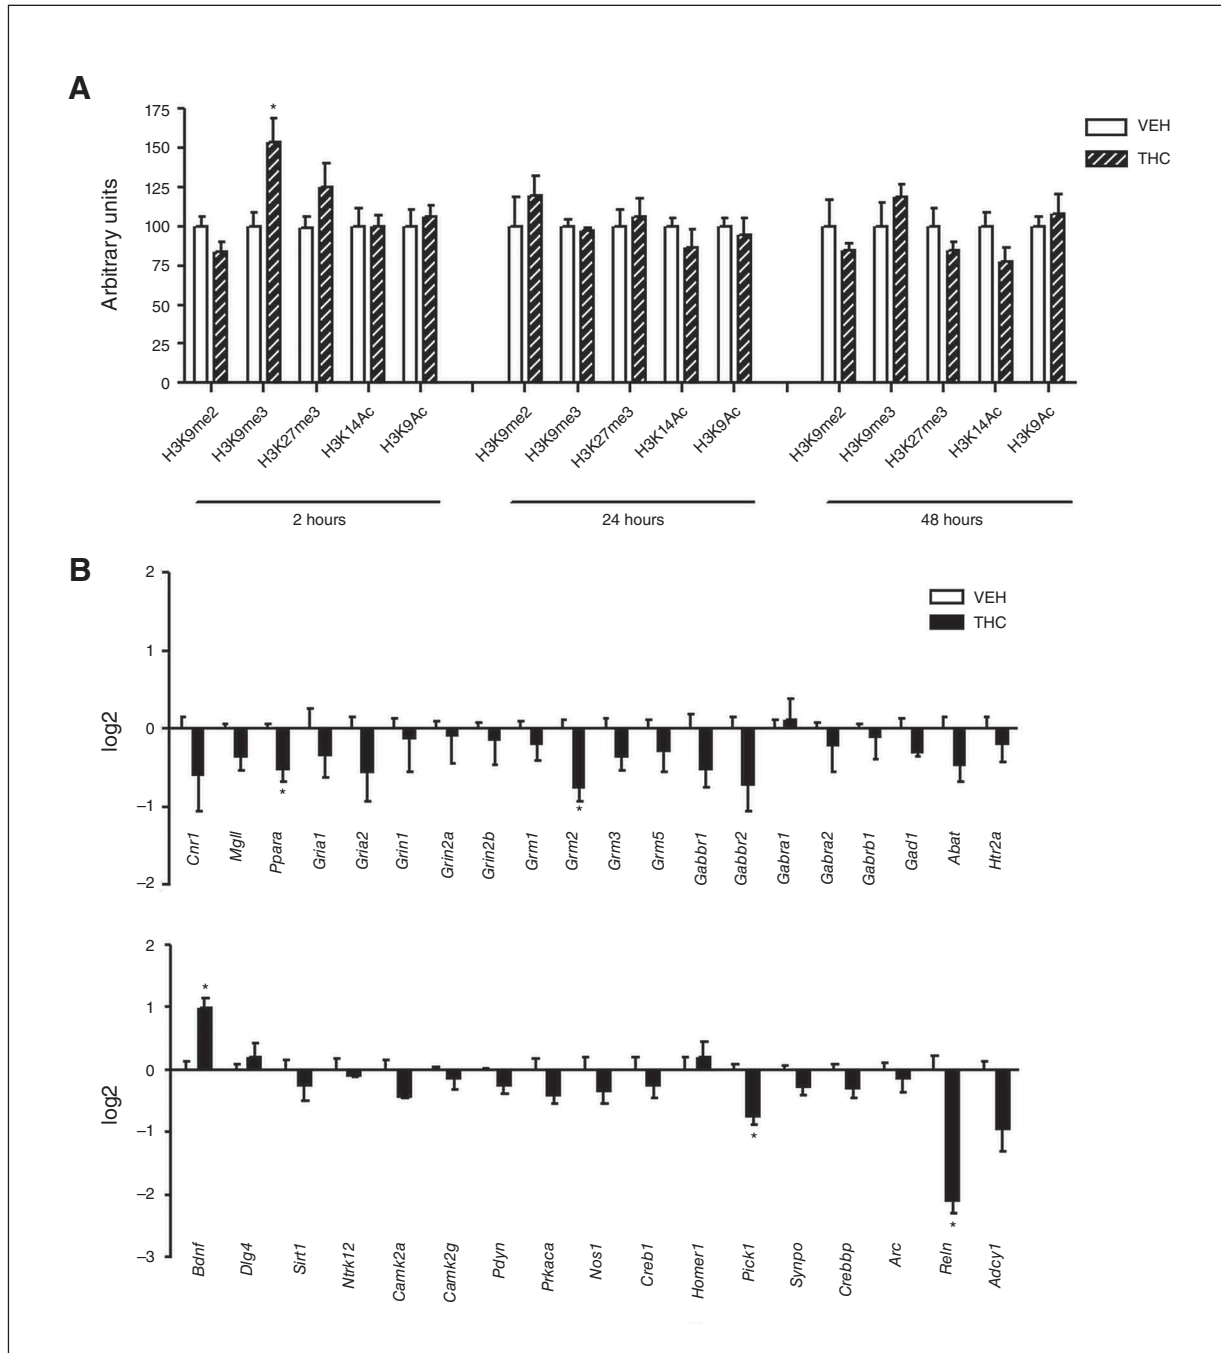 A
175
150
125
100
75
50
25
0
Arbitrary units
*
VEH
THC
H3K9me2
H3K9me3
H3K27me3
H3K14Ac
H3K9Ac
H3K9me2
H3K9me3
H3K27me3
H3K14Ac
H3K9Ac
H3K9me2
H3K9me3
H3K27me3
H3K14Ac
H3K9Ac
2 hours
24 hours
48 hours
B
2
1
0
–1
–2
log2
VEH
THC
*
*
Cnr1
Mgll
Ppara
Gria1
Gria2
Grin1
Grin2a
Grin2b
Grm1
Grm2
Grm3
Grm5
Gabbr1
Gabbr2
Gabra1
Gabra2
Gabrb1
Gad1
Abat
Htr2a
2
1
0
–1
–2
–3
log2
*
*
*
Bdnf
Dlg4
Sirt1
Ntrk12
Camk2a
Camk2g
Pdyn
Prkaca
Nos1
Creb1
Homer1
Pick1
Synpo
Crebbp
Arc
Reln
Adcy1